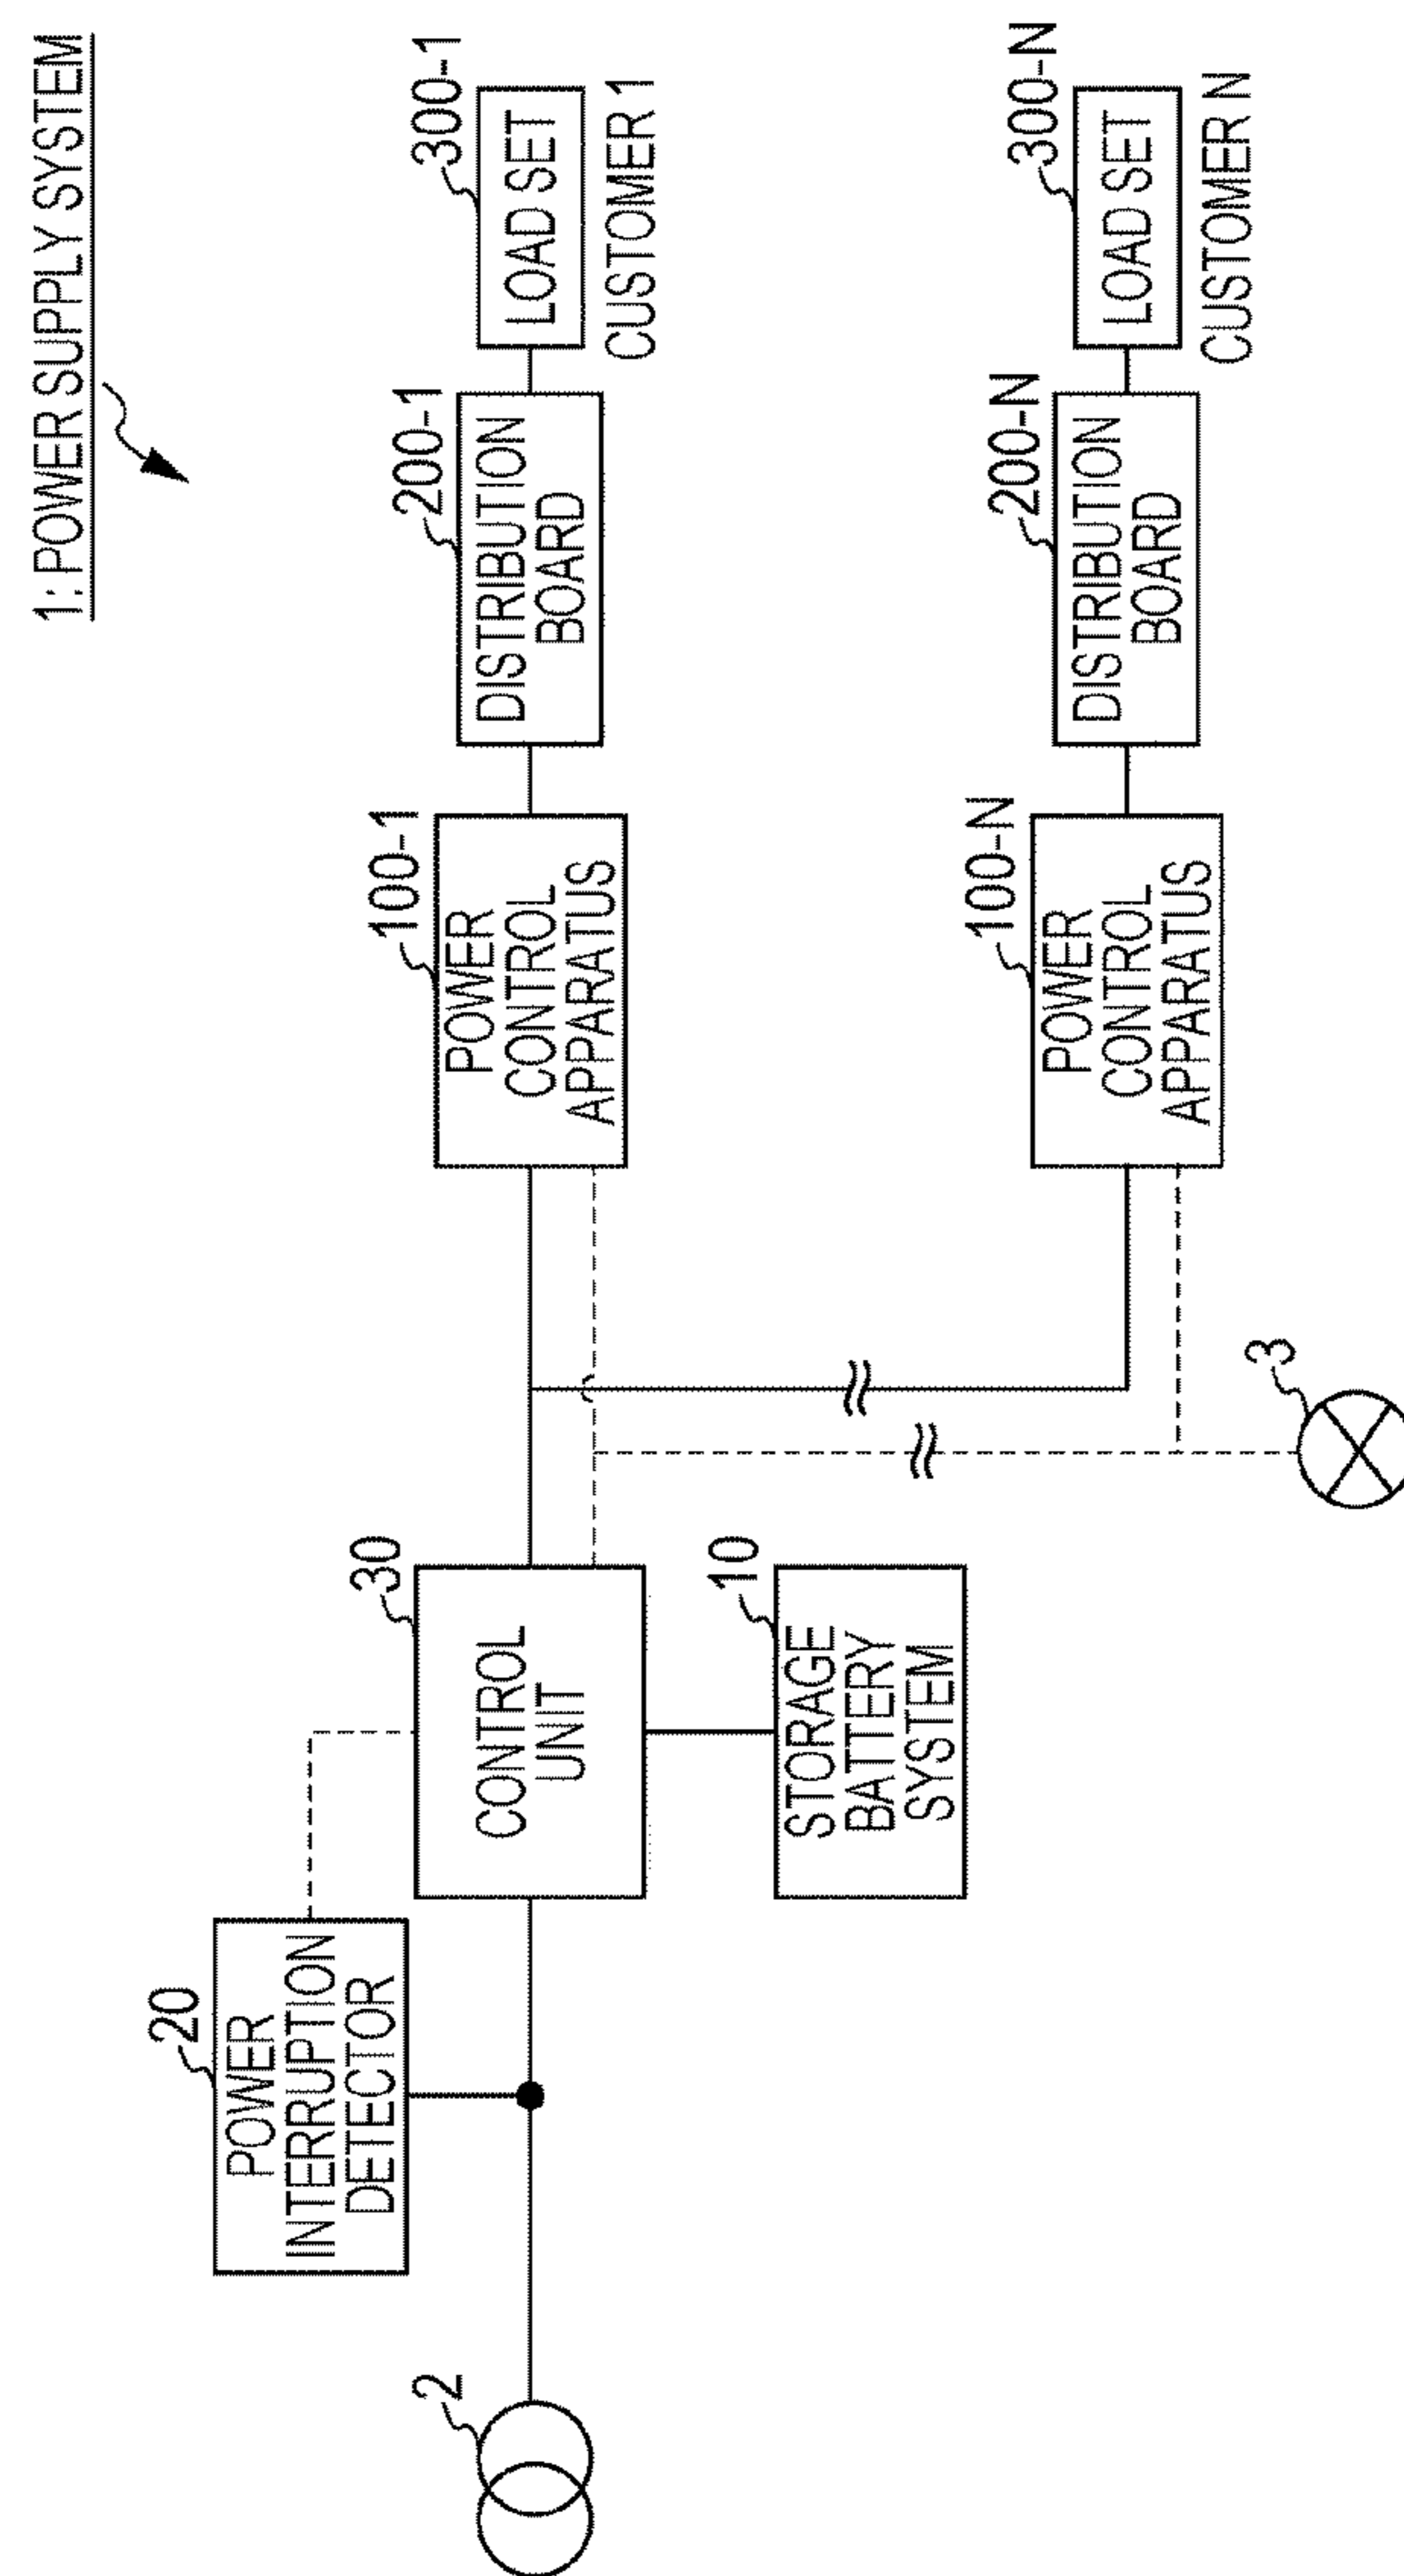 1: POWER SUPPLY SYSTEM
20
POWER
INTERRUPTION
DETECTOR
2
30
CONTROL
UNIT
10
STORAGE
BATTERY
SYSTEM
3
100-1
POWER
CONTROL
APPARATUS
200-1
DISTRIBUTION
BOARD
300-1
LOAD SET
CUSTOMER 1
100-N
POWER
CONTROL
APPARATUS
200-N
DISTRIBUTION
BOARD
300-N
LOAD SET
CUSTOMER N